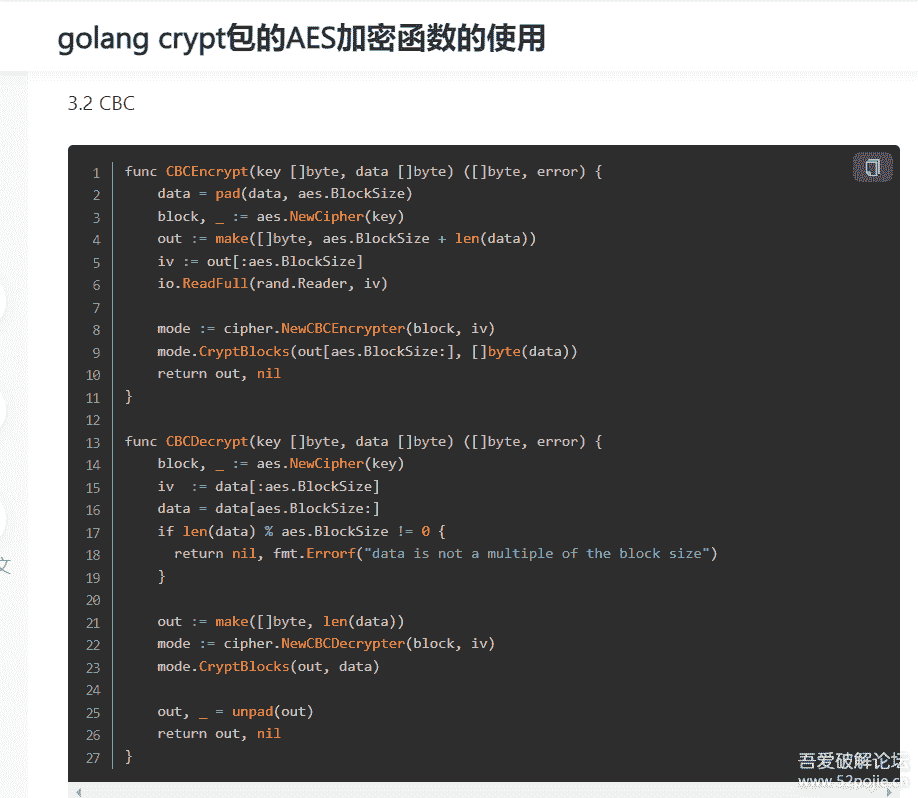 golang crypt包的AES加密函数的使用
3.2 CBC
1 func CBCEncrypt(key []byte, data []byte) ([]byte, error) {
2     data = pad(data, aes.BlockSize)
3     block, _ := aes.NewCipher(key)
4     out := make([]byte, aes.BlockSize + len(data))
5     iv := out[:aes.BlockSize]
6     io.ReadFull(rand.Reader, iv)
7
8     mode := cipher.NewCBCEncrypter(block, iv)
9     mode.CryptBlocks(out[aes.BlockSize:], []byte(data))
10     return out, nil
11 }
12
13 func CBCDecrypt(key []byte, data []byte) ([]byte, error) {
14     block, _ := aes.NewCipher(key)
15     iv  := data[:aes.BlockSize]
16     data = data[aes.BlockSize:]
17     if len(data) % aes.BlockSize != 0 {
18       return nil, fmt.Errorf("data is not a multiple of the block size")
19     }
20
21     out := make([]byte, len(data))
22     mode := cipher.NewCBCDecrypter(block, iv)
23     mode.CryptBlocks(out, data)
24
25     out, _ = unpad(out)
26     return out, nil
27 }
文
吾爱破解论坛
www.52pojie.cn